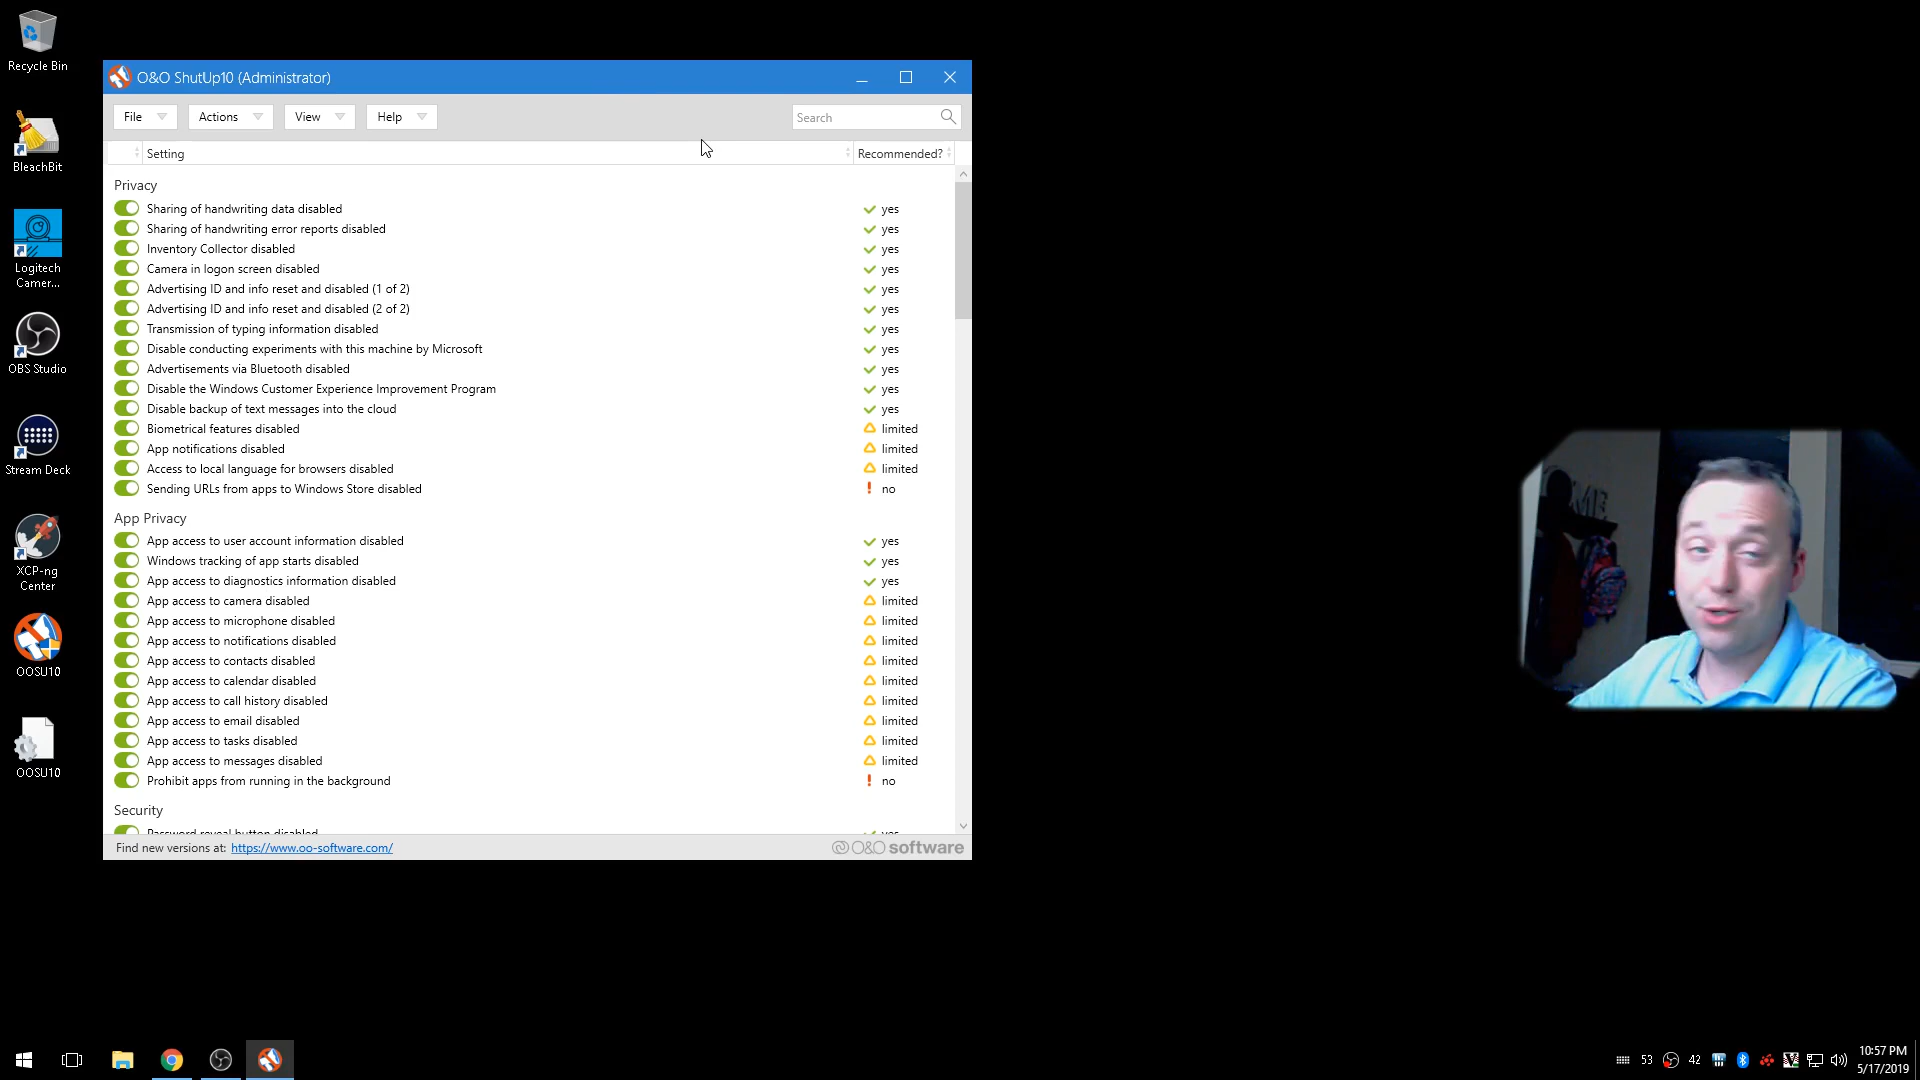 Recycle Bin
BleachBit
Logitech
Camer...
OBS Studio
Stream Deck
XCP-ng
Center
OOSU10
OOSU10
O&O ShutUp10 (Administrator)
File
Actions
View
Help
Search
Setting
Recommended?
Privacy
Sharing of handwriting data disabled yes
Sharing of handwriting error reports disabled yes
Inventory Collector disabled yes
Camera in logon screen disabled yes
Advertising ID and info reset and disabled (1 of 2) yes
Advertising ID and info reset and disabled (2 of 2) yes
Transmission of typing information disabled yes
Disable conducting experiments with this machine by Microsoft yes
Advertisements via Bluetooth disabled yes
Disable the Windows Customer Experience Improvement Program yes
Disable backup of text messages into the cloud yes
Biometrical features disabled limited
App notifications disabled limited
Access to local language for browsers disabled limited
Sending URLs from apps to Windows Store disabled no
App Privacy
App access to user account information disabled yes
Windows tracking of app starts disabled yes
App access to diagnostics information disabled yes
App access to camera disabled limited
App access to microphone disabled limited
App access to notifications disabled limited
App access to contacts disabled limited
App access to calendar disabled limited
App access to call history disabled limited
App access to email disabled limited
App access to tasks disabled limited
App access to messages disabled limited
Prohibit apps from running in the background no
Security
Password reveal button disabled yes
Find new versions at: https://www.oo-software.com/
O&O software
53
42
10:57 PM
5/17/2019